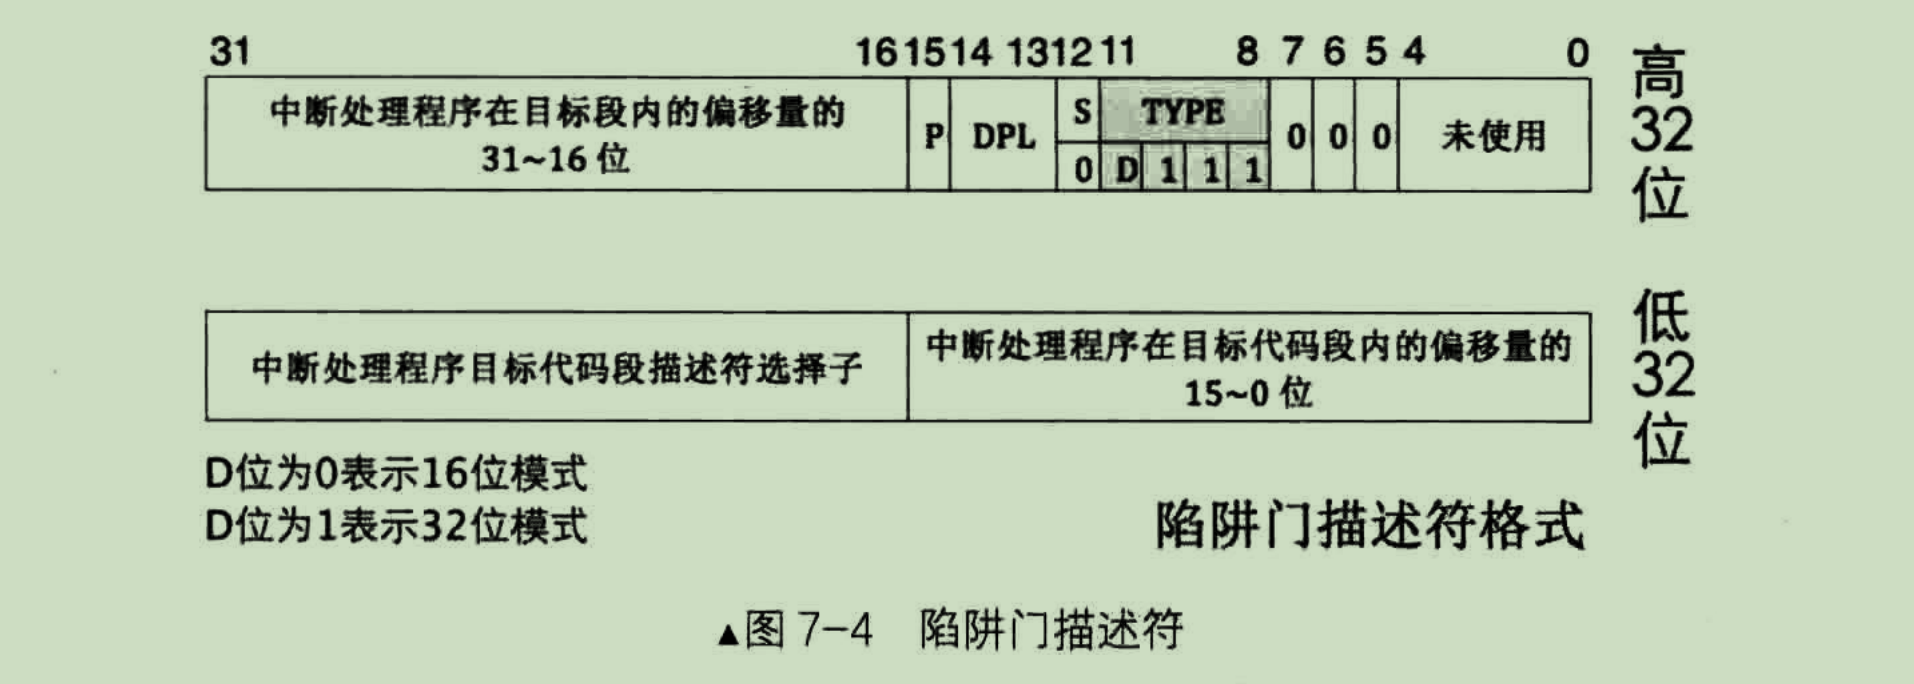 31 16 15 14 13 12 11 8 7 6 5 4 0
中断处理程序在目标段内的偏移量的
31~16 位
P
DPL
S
TYPE
0 D 1 1 1
0 0 0
未使用
高32位
中断处理程序目标代码段描述符选择子
中断处理程序在目标代码段内的偏移量的
15~0 位
低32位
D位为0表示16位模式
D位为1表示32位模式
陷阱门描述符格式
▲图 7-4 陷阱门描述符